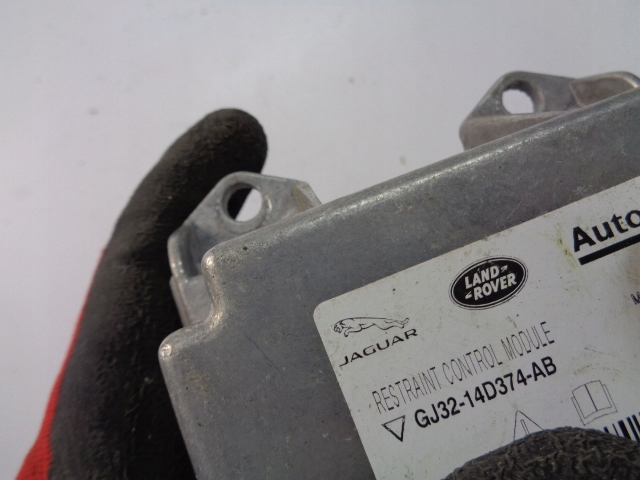 Auto
LAND
ROVER
JAGUAR
RESTRAINT CONTROL MODULE
GJ32-14D374-AB